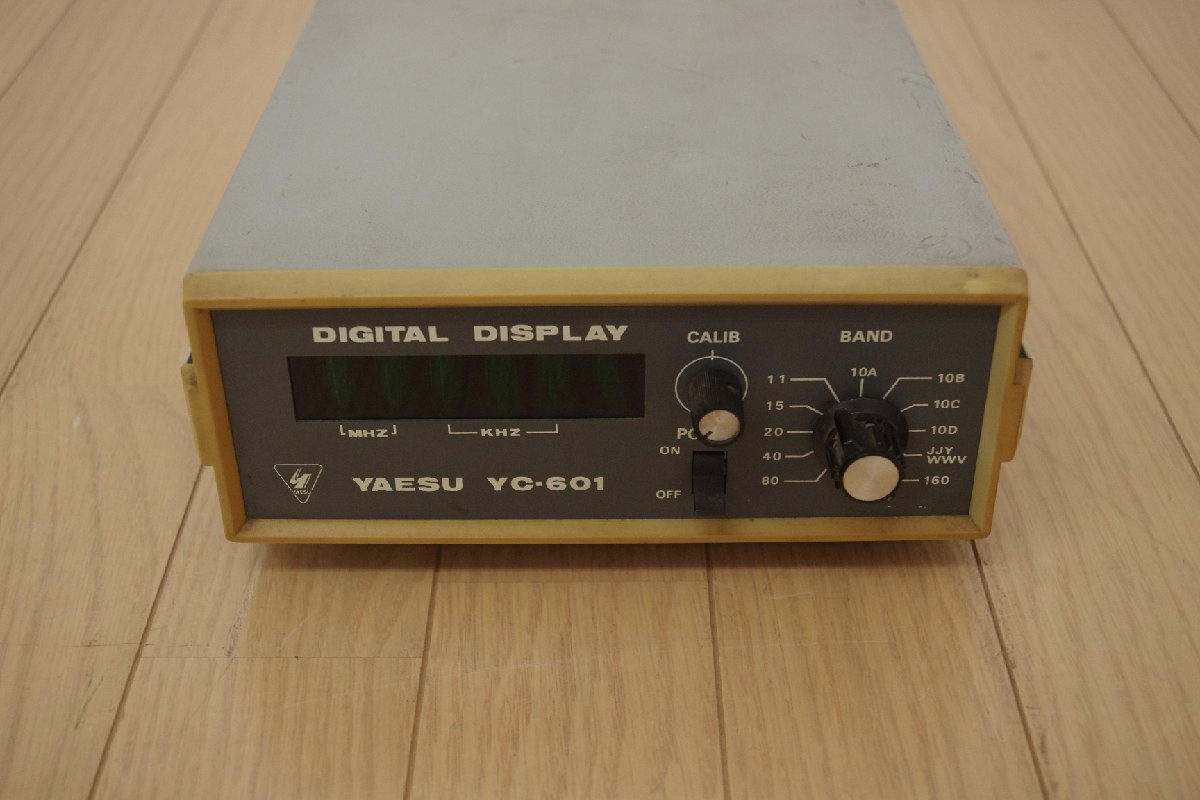 DIGITAL DISPLAY
MHZ
KHZ
YAESU
YAESU YC-601
CALIB
ON
OFF
BAND
11
10A
10B
15
10C
20
10D
40
JJY
WWV
80
160